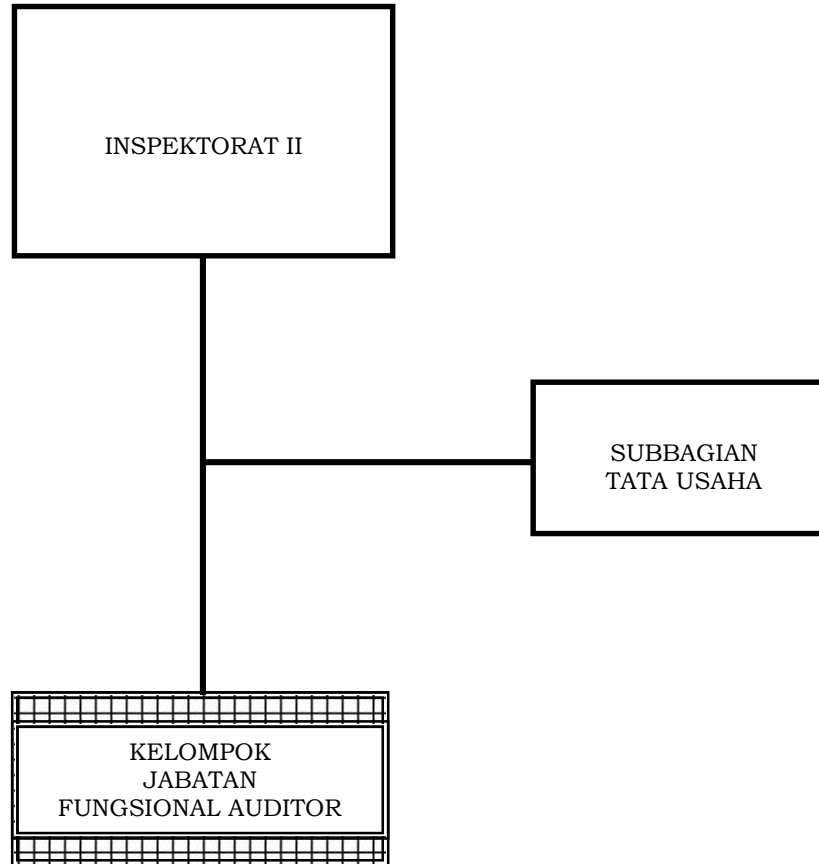 INSPEKTORAT II
SUBBAGIAN
TATA USAHA
KELOMPOK
JABATAN
FUNGSIONAL AUDITOR